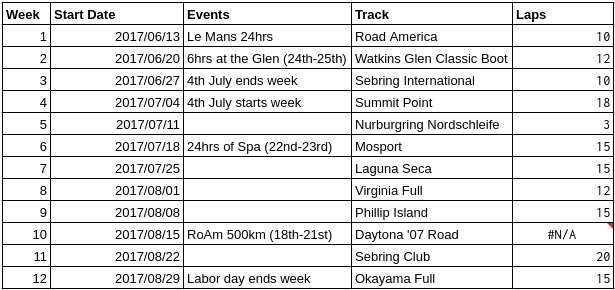 Week Start Date Events Track Laps
1 2017/06/13 Le Mans 24hrs Road America 10
2 2017/06/20 6hrs at the Glen (24th-25th) Watkins Glen Classic Boot 12
3 2017/06/27 4th July ends week Sebring International 10
4 2017/07/04 4th July starts week Summit Point 18
5 2017/07/11 Nurburgring Nordschleife 3
6 2017/07/18 24hrs of Spa (22nd-23rd) Mosport 15
7 2017/07/25 Laguna Seca 15
8 2017/08/01 Virginia Full 12
9 2017/08/08 Phillip Island 15
10 2017/08/15 RoAm 500km (18th-21st) Daytona '07 Road #N/A
11 2017/08/22 Sebring Club 20
12 2017/08/29 Labor day ends week Okayama Full 15